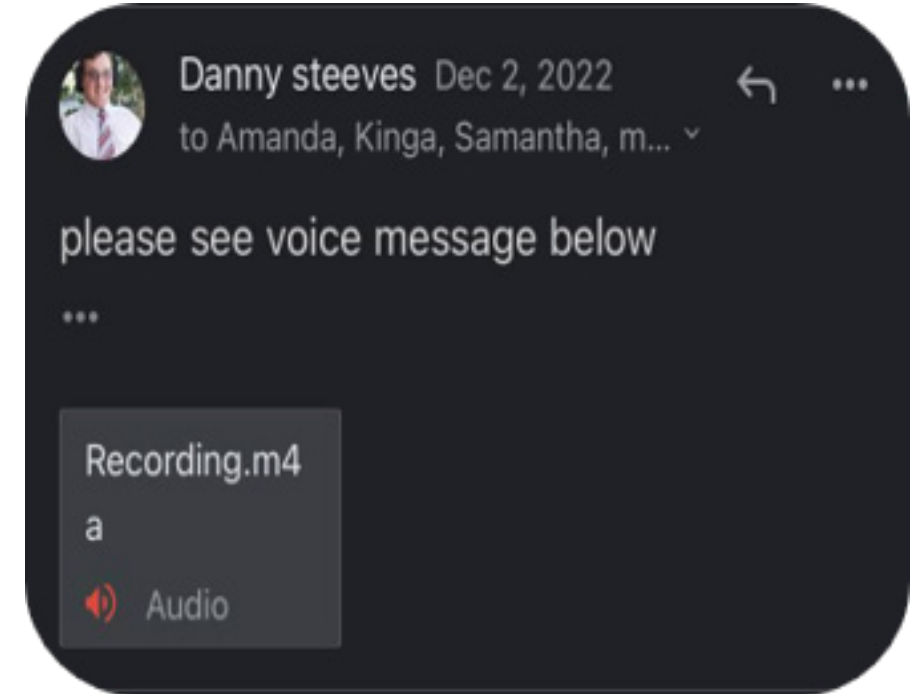 Danny steeves Dec 2, 2022
to Amanda, Kinga, Samantha, m...
please see voice message below
...
Recording.m4
a
Audio